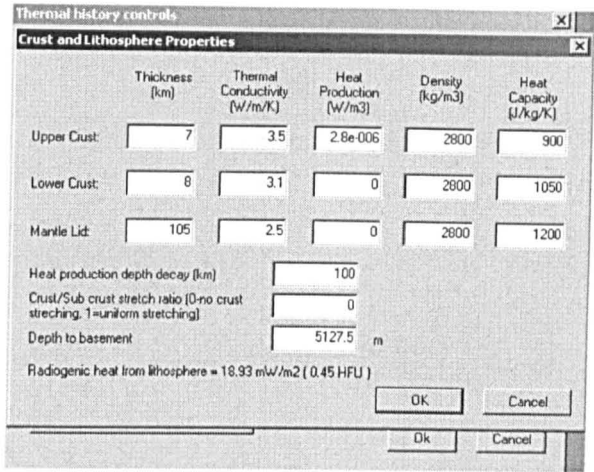 Thermal history controls
Crust and Lithosphere Properties
Thickness (km) Thermal Conductivity (W/m/K) Heat Production (W/m3) Density (kg/m3) Heat Capacity (J/kg/K)
Upper Crust: 7 3.5 2.8e-006 2800 900
Lower Crust: 8 3.1 0 2800 1050
Mantle Lid: 105 2.5 0 2800 1200
Heat production depth decay (km) 100
Crust/Sub crust stretch ratio (0-no crust
streching, 1=uniform stretching) 0
Depth to basement 5127.5 m
Radiogenic heat from lithosphere = 18.93 mW/m2 ( 0.45 HFU )
OK Cancel
Ok Cancel